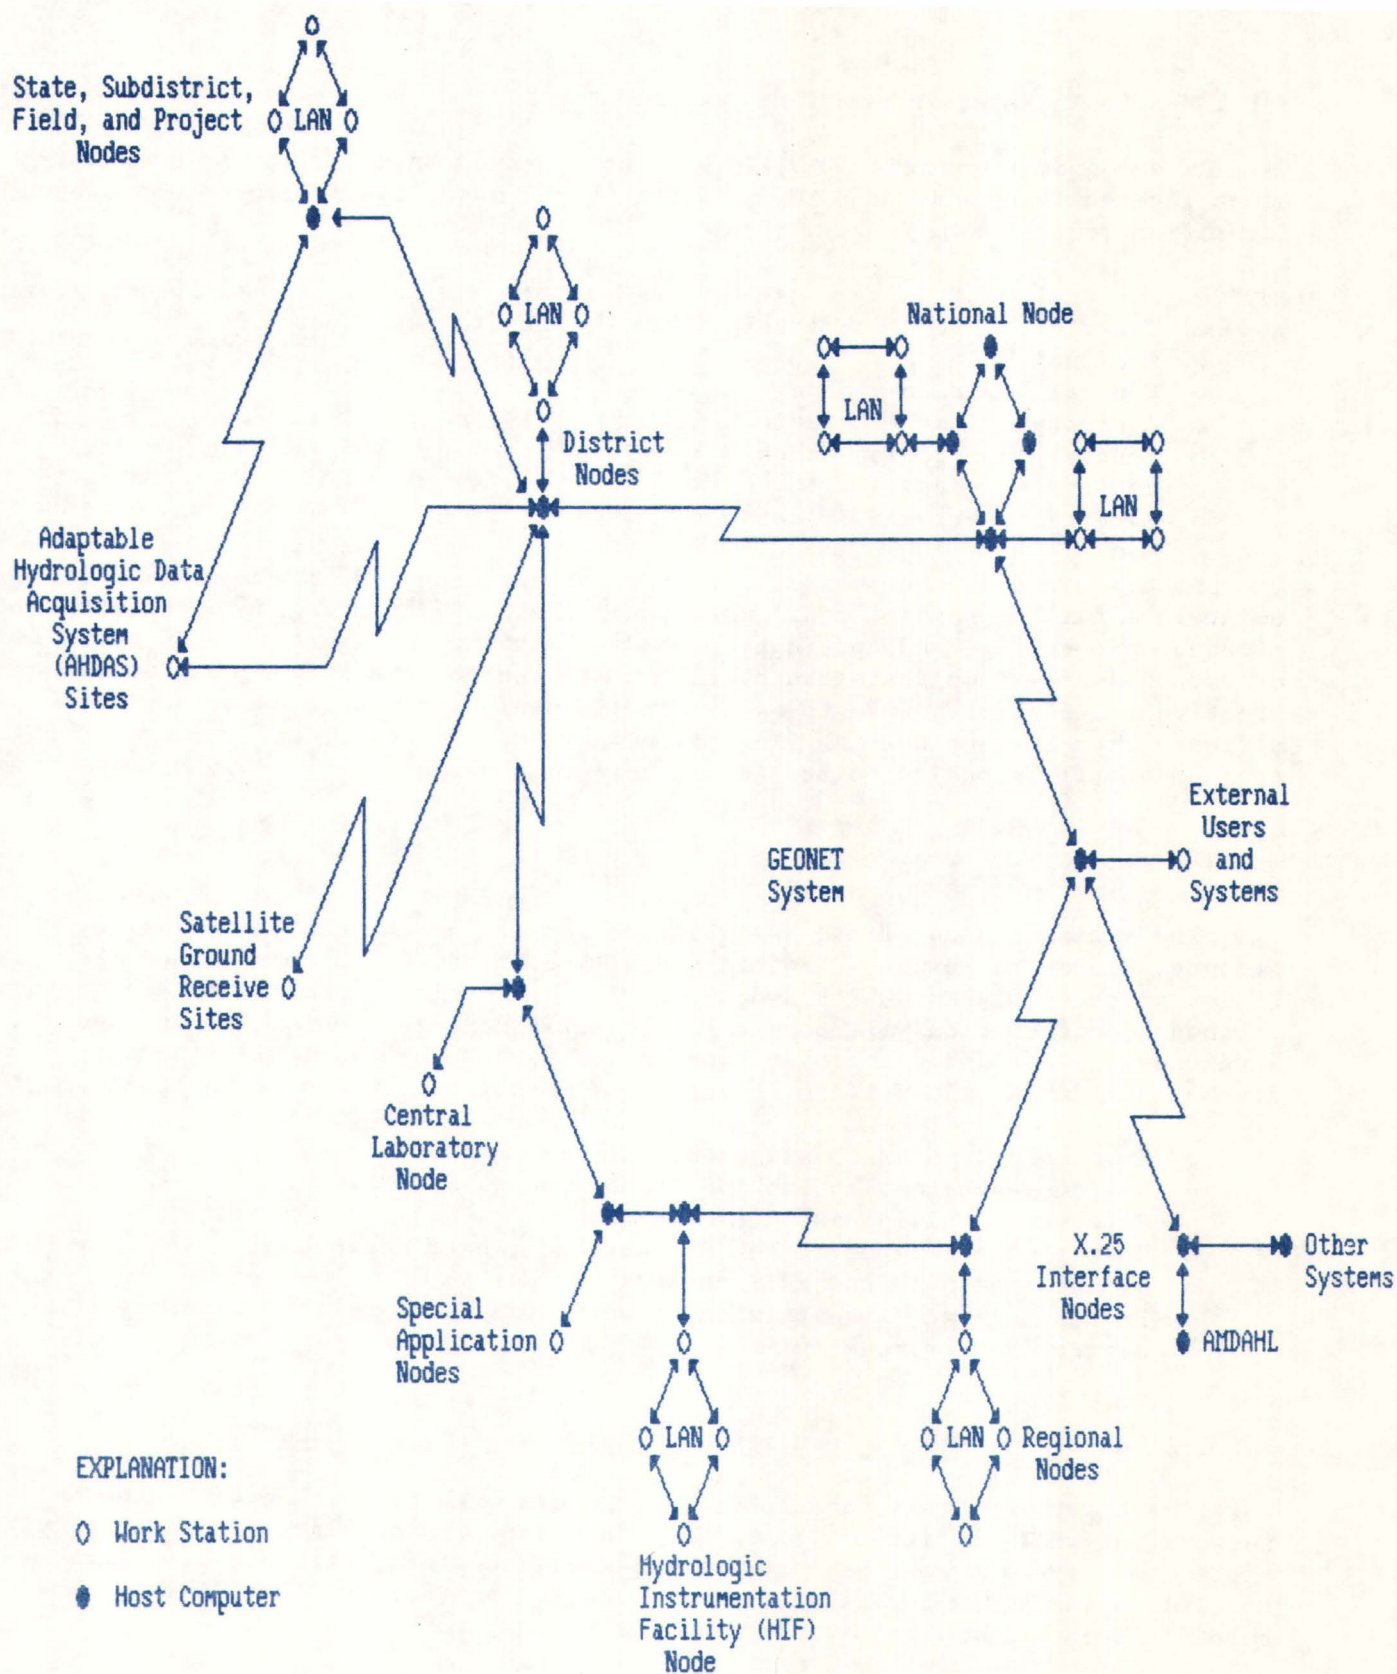 State, Subdistrict,
Field, and Project
Nodes
LAN
LAN
District
Nodes
National Node
LAN
LAN
Adaptable
Hydrologic Data
Acquisition
System
(AHDAS)
Sites
GEONET
System
External
Users
and
Systems
Satellite
Ground
Receive
Sites
Central
Laboratory
Node
Special
Application
Nodes
X.25
Interface
Nodes
Other
Systems
AMDAHL
LAN
LAN
Regional
Nodes
Hydrologic
Instrumentation
Facility (HIF)
Node
EXPLANATION:
Work Station
Host Computer